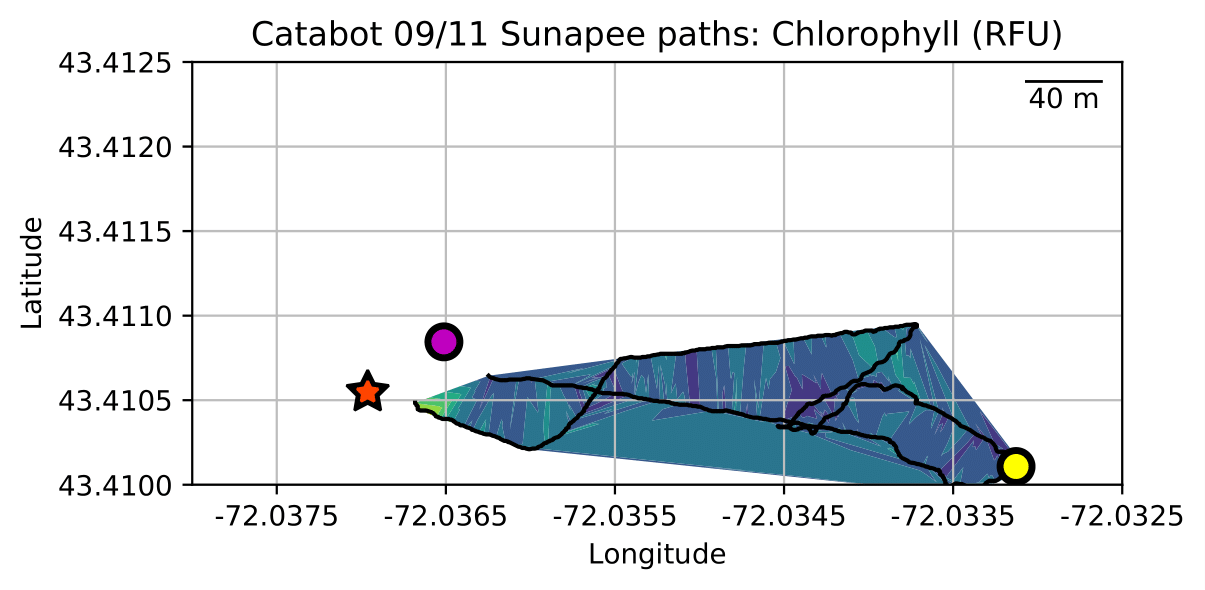 Catabot 09/11 Sunapee paths: Chlorophyll (RFU)
43.4125
43.4120
43.4115
43.4110
43.4105
43.4100
Latitude
40 m
-72.0375 -72.0365 -72.0355 -72.0345 -72.0335 -72.0325
Longitude